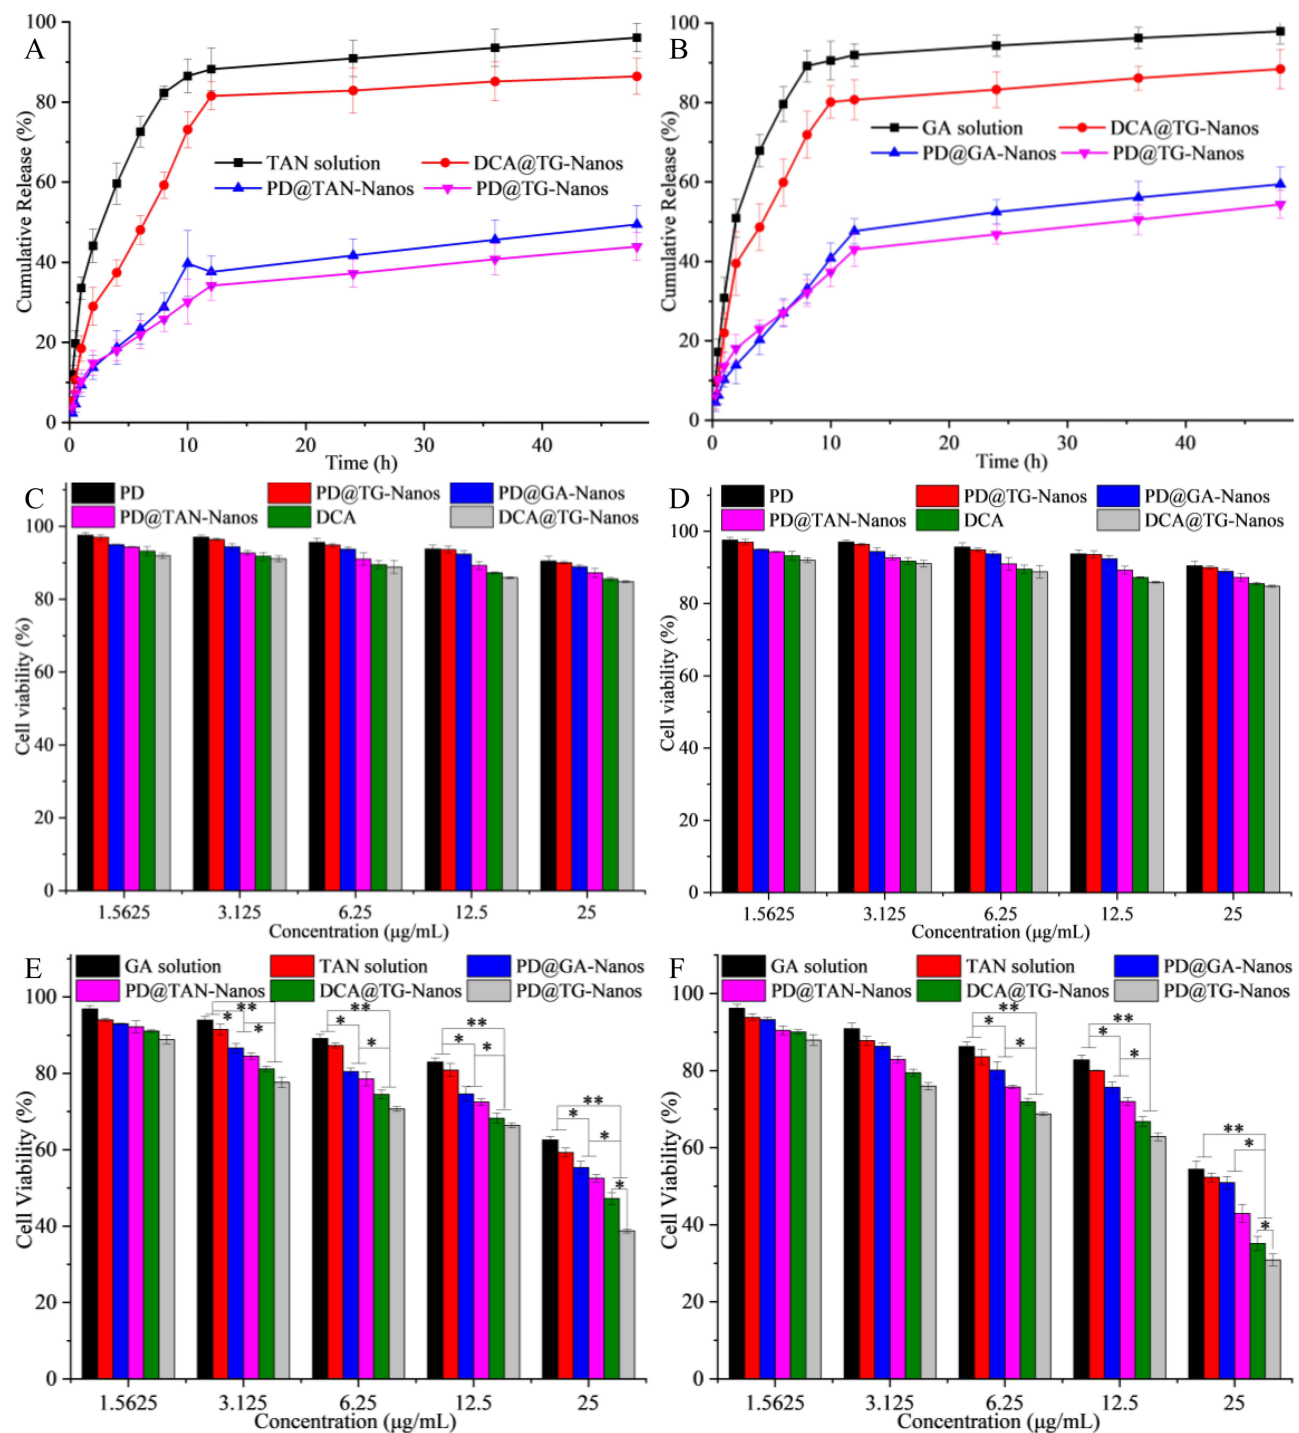 A
100
80
60
40
20
0
Cumulative Release (%)
TAN solution DCA@TG-Nanos
PD@TAN-Nanos PD@TG-Nanos
0 10 20 30 40
Time (h)
B
100
80
60
40
20
0
Cumulative Release (%)
GA solution DCA@TG-Nanos
PD@GA-Nanos PD@TG-Nanos
0 10 20 30 40
Time (h)
C
PD PD@TG-Nanos PD@GA-Nanos
PD@TAN-Nanos DCA DCA@TG-Nanos
100
80
60
40
20
0
Cell viability (%)
1.5625 3.125 6.25 12.5 25
Concentration (μg/mL)
D
PD PD@TG-Nanos PD@GA-Nanos
PD@TAN-Nanos DCA DCA@TG-Nanos
100
80
60
40
20
0
Cell viability (%)
1.5625 3.125 6.25 12.5 25
Concentration (μg/mL)
E
GA solution TAN solution PD@GA-Nanos
PD@TAN-Nanos DCA@TG-Nanos PD@TG-Nanos
100
80
60
40
20
0
Cell Viability (%)
** * *
** * *
** * *
** * * *
1.5625 3.125 6.25 12.5 25
Concentration (μg/mL)
F
GA solution TAN solution PD@GA-Nanos
PD@TAN-Nanos DCA@TG-Nanos PD@TG-Nanos
100
80
60
40
20
0
Cell Viability (%)
** * *
** * *
** * *
1.5625 3.125 6.25 12.5 25
Concentration (μg/mL)